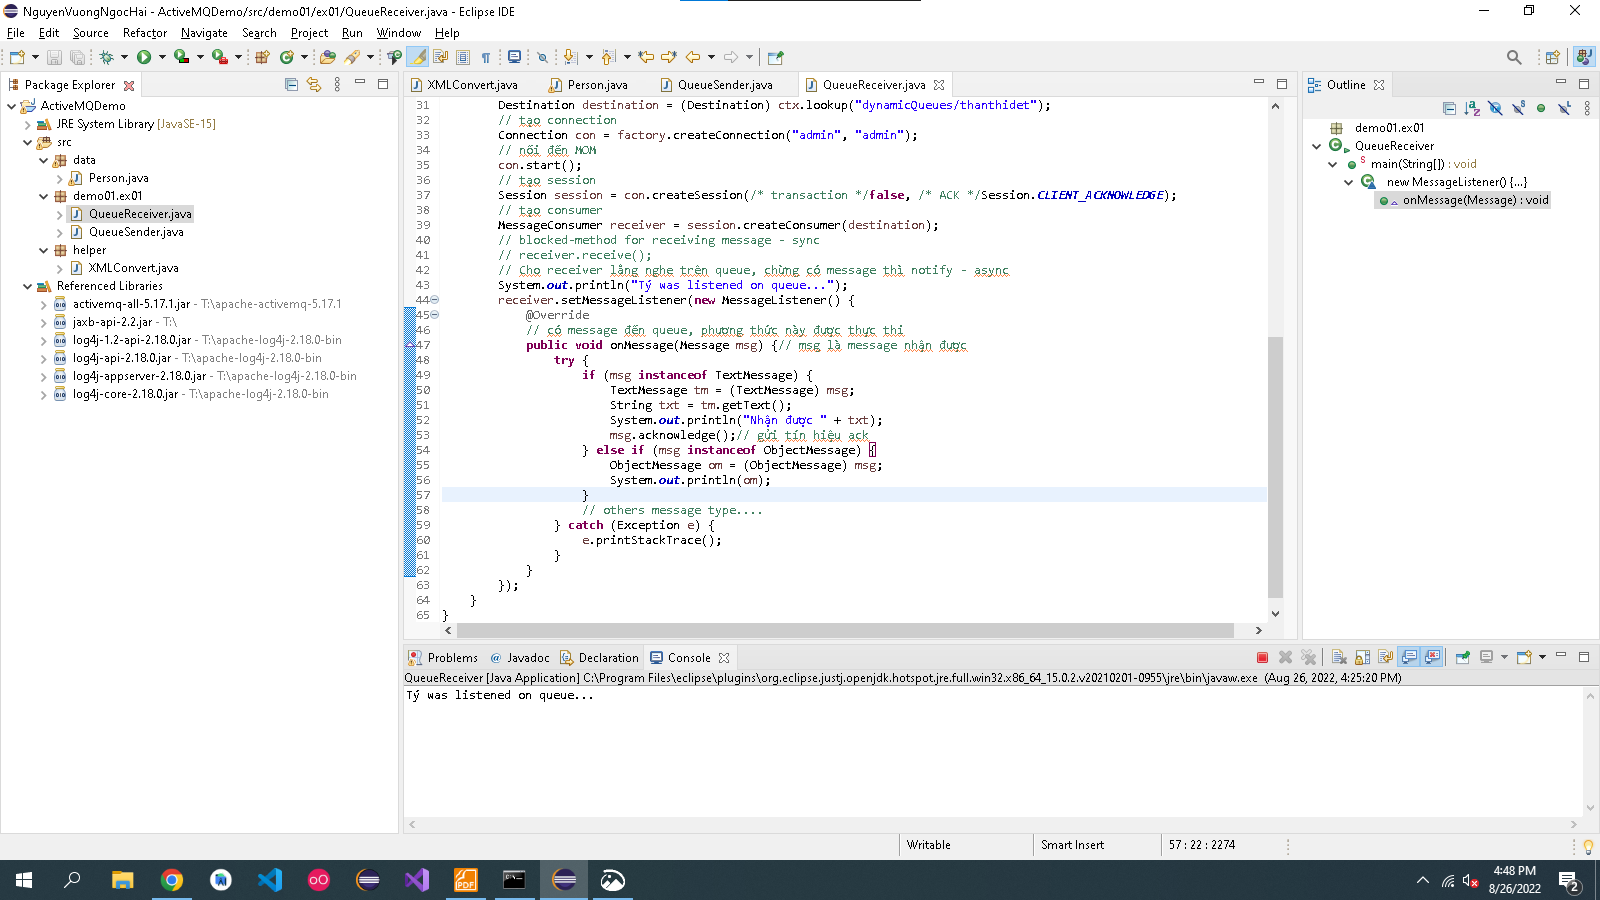 NguyenVuongNgocHai - ActiveMQDemo/src/demo01/ex01/QueueReceiver.java - Eclipse IDE
File Edit Source Refactor Navigate Search Project Run Window Help
Package Explorer
ActiveMQDemo
JRE System Library [JavaSE-15]
src
data
Person.java
demo01.ex01
QueueReceiver.java
QueueSender.java
helper
XMLConvert.java
Referenced Libraries
activemq-all-5.17.1.jar - T:\apache-activemq-5.17.1
jaxb-api-2.2.jar - T:\
log4j-1.2-api-2.18.0.jar - T:\apache-log4j-2.18.0-bin
log4j-api-2.18.0.jar - T:\apache-log4j-2.18.0-bin
log4j-appserver-2.18.0.jar - T:\apache-log4j-2.18.0-bin
log4j-core-2.18.0.jar - T:\apache-log4j-2.18.0-bin
XMLConvert.java Person.java QueueSender.java QueueReceiver.java
31 Destination destination = (Destination) ctx.lookup("dynamicQueues/thanthidet");
32 // tạo connection
33 Connection con = factory.createConnection("admin", "admin");
34 // nối đến MOM
35 con.start();
36 // tạo session
37 Session session = con.createSession(/* transaction */false, /* ACK */Session.CLIENT_ACKNOWLEDGE);
38 // tạo consumer
39 MessageConsumer receiver = session.createConsumer(destination);
40 // blocked-method for receiving message - sync
41 // receiver.receive();
42 // Cho receiver lắng nghe trên queue, chừng có message thì notify - async
43 System.out.println("Tý was listened on queue...");
44 receiver.setMessageListener(new MessageListener() {
45 @Override
46 // có message đến queue, phương thức này được thực thi
47 public void onMessage(Message msg) {// msg là message nhận được
48 try {
49 if (msg instanceof TextMessage) {
50 TextMessage tm = (TextMessage) msg;
51 String txt = tm.getText();
52 System.out.println("Nhận được " + txt);
53 msg.acknowledge();// gửi tín hiệu ack
54 } else if (msg instanceof ObjectMessage) {
55 ObjectMessage om = (ObjectMessage) msg;
56 System.out.println(om);
57 }
58 // others message type....
59 } catch (Exception e) {
60 e.printStackTrace();
61 }
62 }
63 });
64 }
65 }
Outline
demo01.ex01
QueueReceiver
main(String[]) : void
new MessageListener() {...}
onMessage(Message) : void
Problems Javadoc Declaration Console
QueueReceiver [Java Application] C:\Program Files\eclipse\plugins\org.eclipse.justj.openjdk.hotspot.jre.full.win32.x86_64_15.0.2.v20210201-0955\jre\bin\javaw.exe (Aug 26, 2022, 4:25:20 PM)
Tý was listened on queue...
Writable Smart Insert 57 : 22 : 2274
4:48 PM
8/26/2022
2